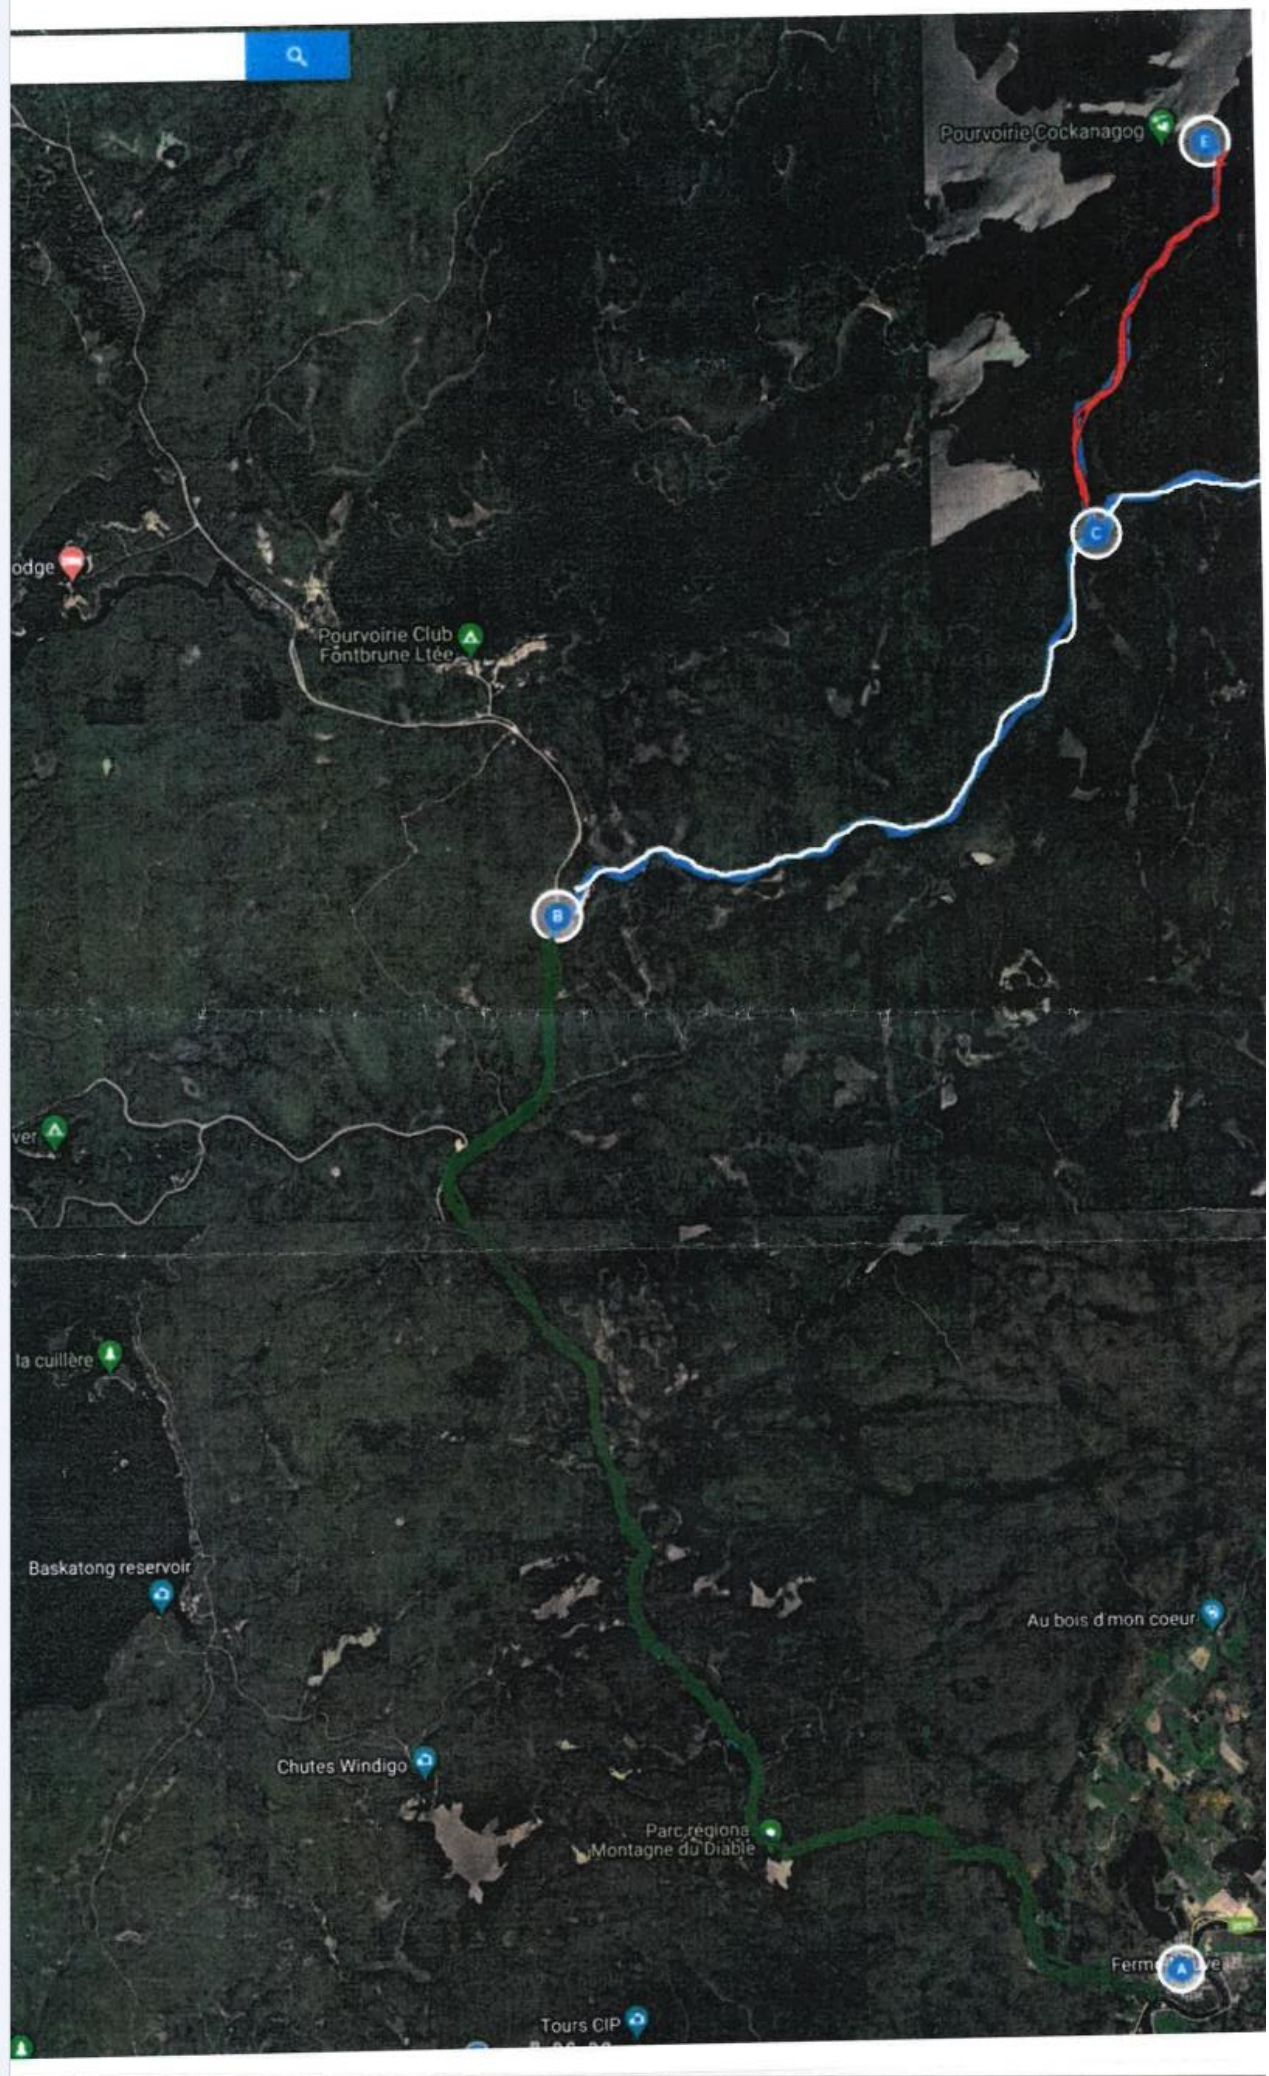 Pourvoirie Cockanagog
E
C
odge
Pourvoirie Club
Fontbrune Ltée
B
ver
la cuillère
Baskatong reservoir
Au bois d'mon coeur
Chutes Windigo
Parc régiona
Montagne du Diable
A
Tours CIP